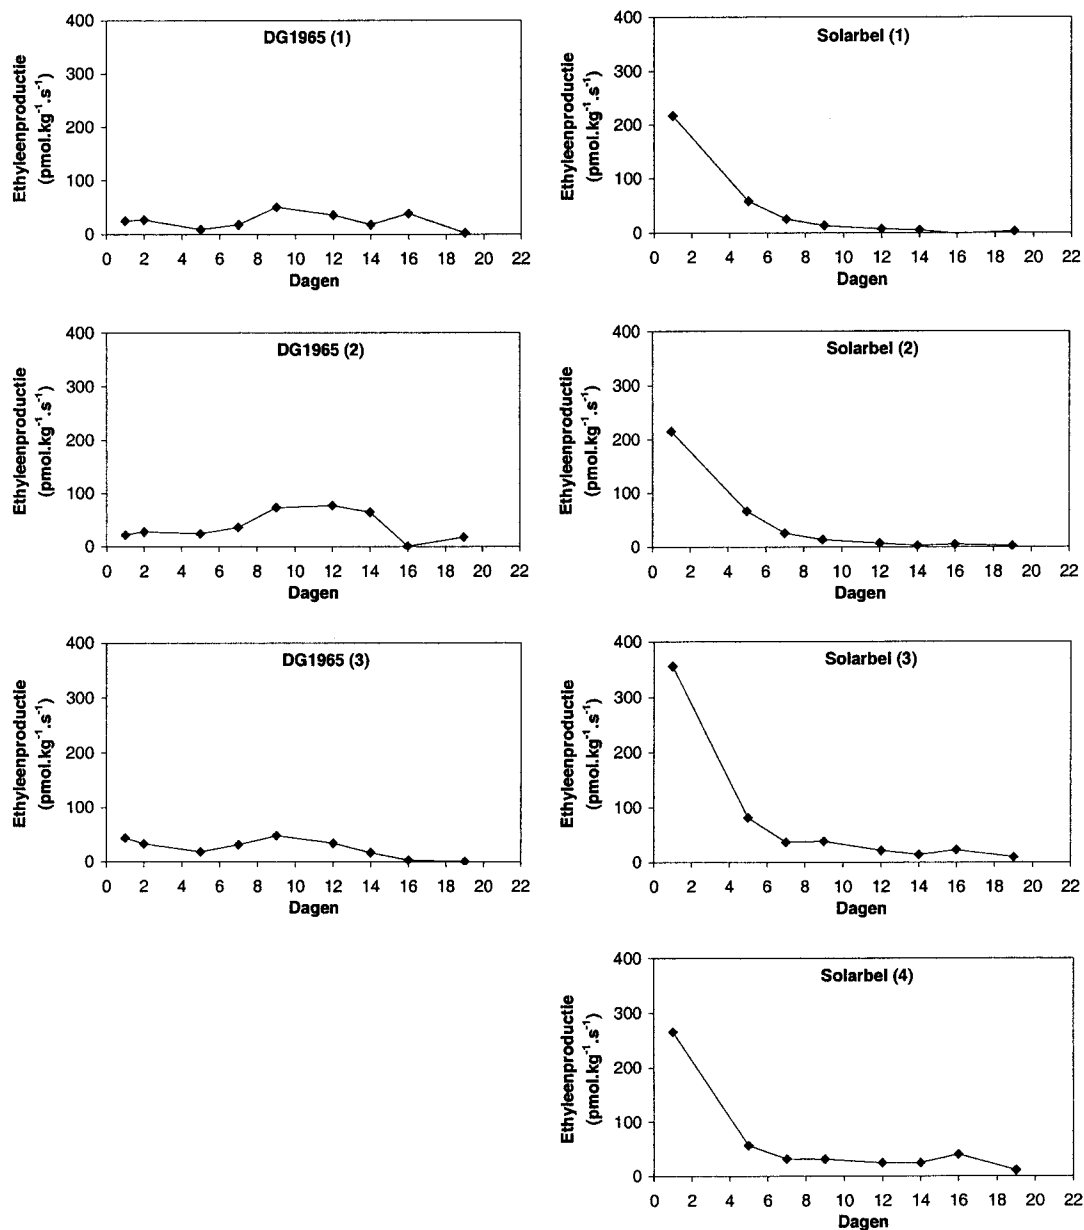 DG1965 (1)
Ethyleenproductie
(pmol.kg⁻¹.s⁻¹)
400
300
200
100
0
0 2 4 6 8 10 12 14 16 18 20 22
Dagen
Solarbel (1)
Ethyleenproductie
(pmol.kg⁻¹.s⁻¹)
400
300
200
100
0
0 2 4 6 8 10 12 14 16 18 20 22
Dagen
DG1965 (2)
Ethyleenproductie
(pmol.kg⁻¹.s⁻¹)
400
300
200
100
0
0 2 4 6 8 10 12 14 16 18 20 22
Dagen
Solarbel (2)
Ethyleenproductie
(pmol.kg⁻¹.s⁻¹)
400
300
200
100
0
0 2 4 6 8 10 12 14 16 18 20 22
Dagen
DG1965 (3)
Ethyleenproductie
(pmol.kg⁻¹.s⁻¹)
400
300
200
100
0
0 2 4 6 8 10 12 14 16 18 20 22
Dagen
Solarbel (3)
Ethyleenproductie
(pmol.kg⁻¹.s⁻¹)
400
300
200
100
0
0 2 4 6 8 10 12 14 16 18 20 22
Dagen
Solarbel (4)
Ethyleenproductie
(pmol.kg⁻¹.s⁻¹)
400
300
200
100
0
0 2 4 6 8 10 12 14 16 18 20 22
Dagen